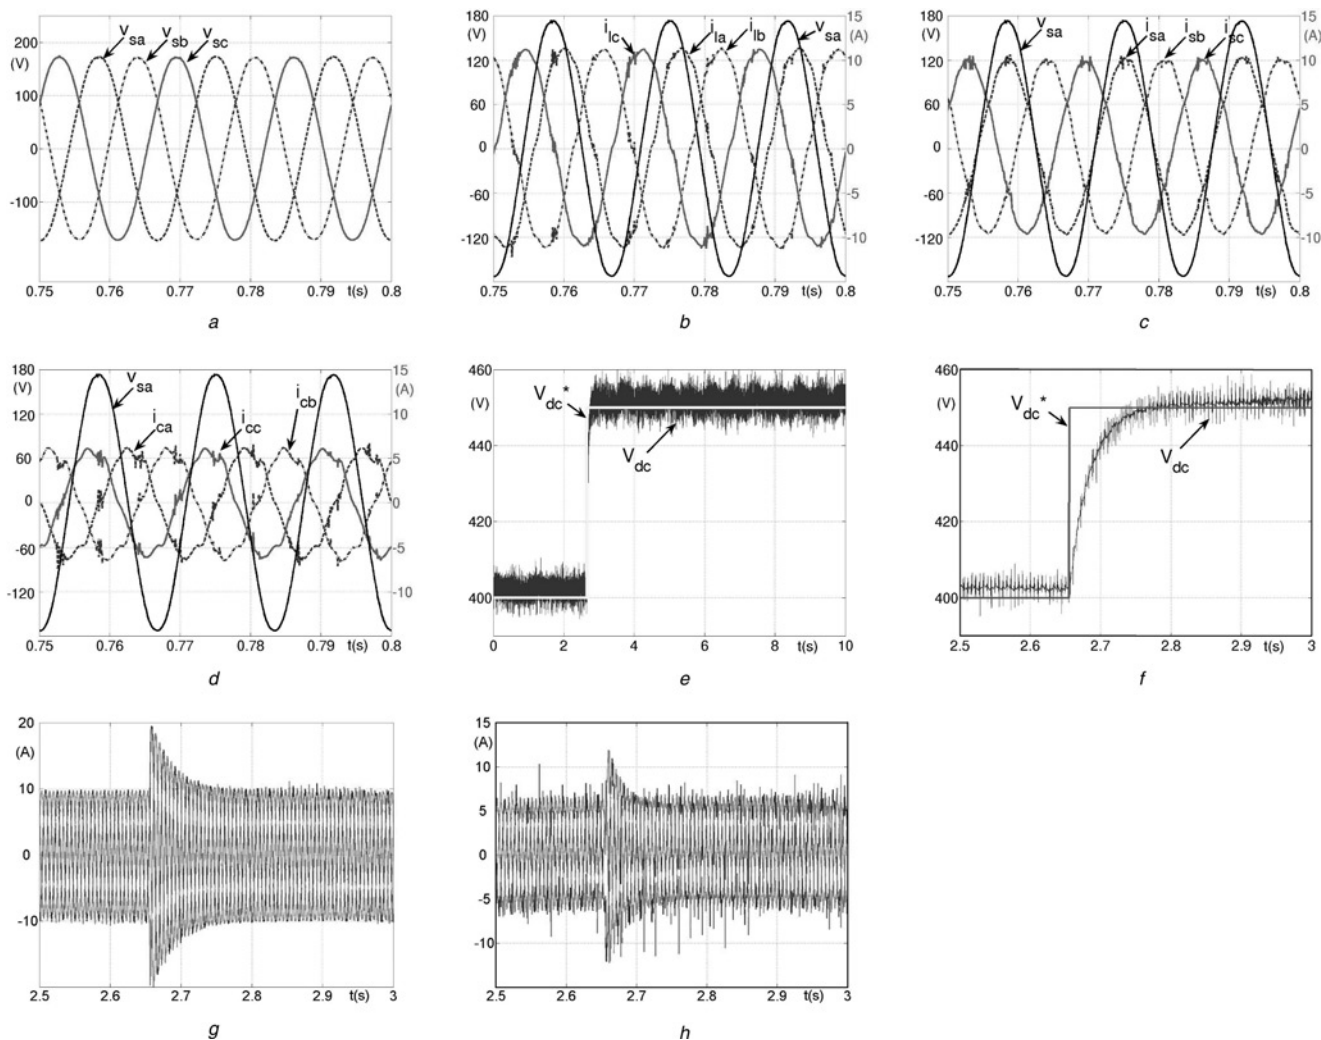 v_sa v_sb v_sc
200
(V)
100
0
-100
0.75 0.76 0.77 0.78 0.79 t(s) 0.8
a
180
(V)
120
60
0
-60
-120
i_lc i_la i_lb v_sa
15
(A)
10
5
0
-5
-10
0.75 0.76 0.77 0.78 0.79 t(s) 0.8
b
180
(V)
120
60
0
-60
-120
v_sa i_sa i_sb i_sc
15
(A)
10
5
0
-5
-10
0.75 0.76 0.77 0.78 0.79 t(s) 0.8
c
180
(V)
120
60
0
-60
-120
v_sa i_ca i_cc i_cb
15
(A)
10
5
0
-5
-10
0.75 0.76 0.77 0.78 0.79 t(s) 0.8
d
460
(V)
440
420
400
V_dc*
V_dc
0 2 4 6 8 t(s) 10
e
460
(V)
440
420
400
V_dc*
V_dc
2.5 2.6 2.7 2.8 2.9 t(s) 3
f
20
(A)
10
0
-10
2.5 2.6 2.7 2.8 2.9 t(s) 3
g
15
(A)
10
5
0
-5
-10
2.5 2.6 2.7 2.8 2.9 t(s) 3
h